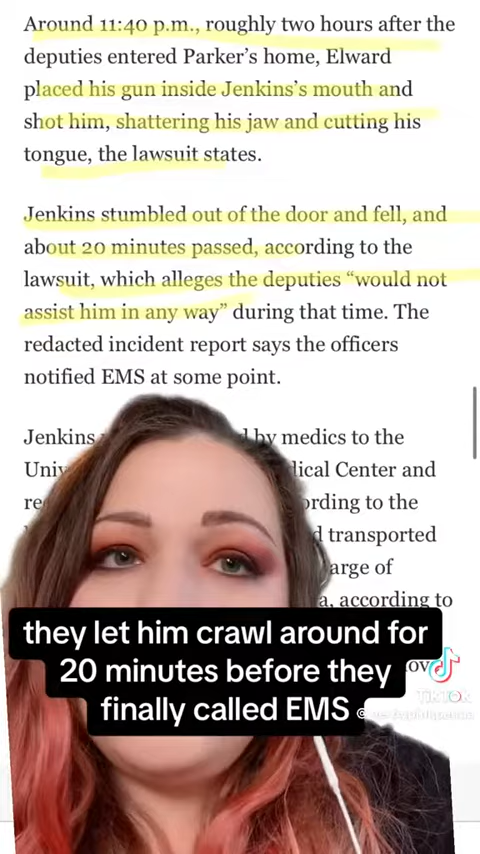 Around 11:40 p.m., roughly two hours after the
deputies entered Parker's home, Elward
placed his gun inside Jenkins's mouth and
shot him, shattering his jaw and cutting his
tongue, the lawsuit states.
Jenkins stumbled out of the door and fell, and
about 20 minutes passed, according to the
lawsuit, which alleges the deputies “would not
assist him in any way” during that time. The
redacted incident report says the officers
notified EMS at some point.
Jenkins by medics to the
Center and
to the
transported
of
according to
they let him crawl around for
20 minutes before they
finally called EMS
TikTok